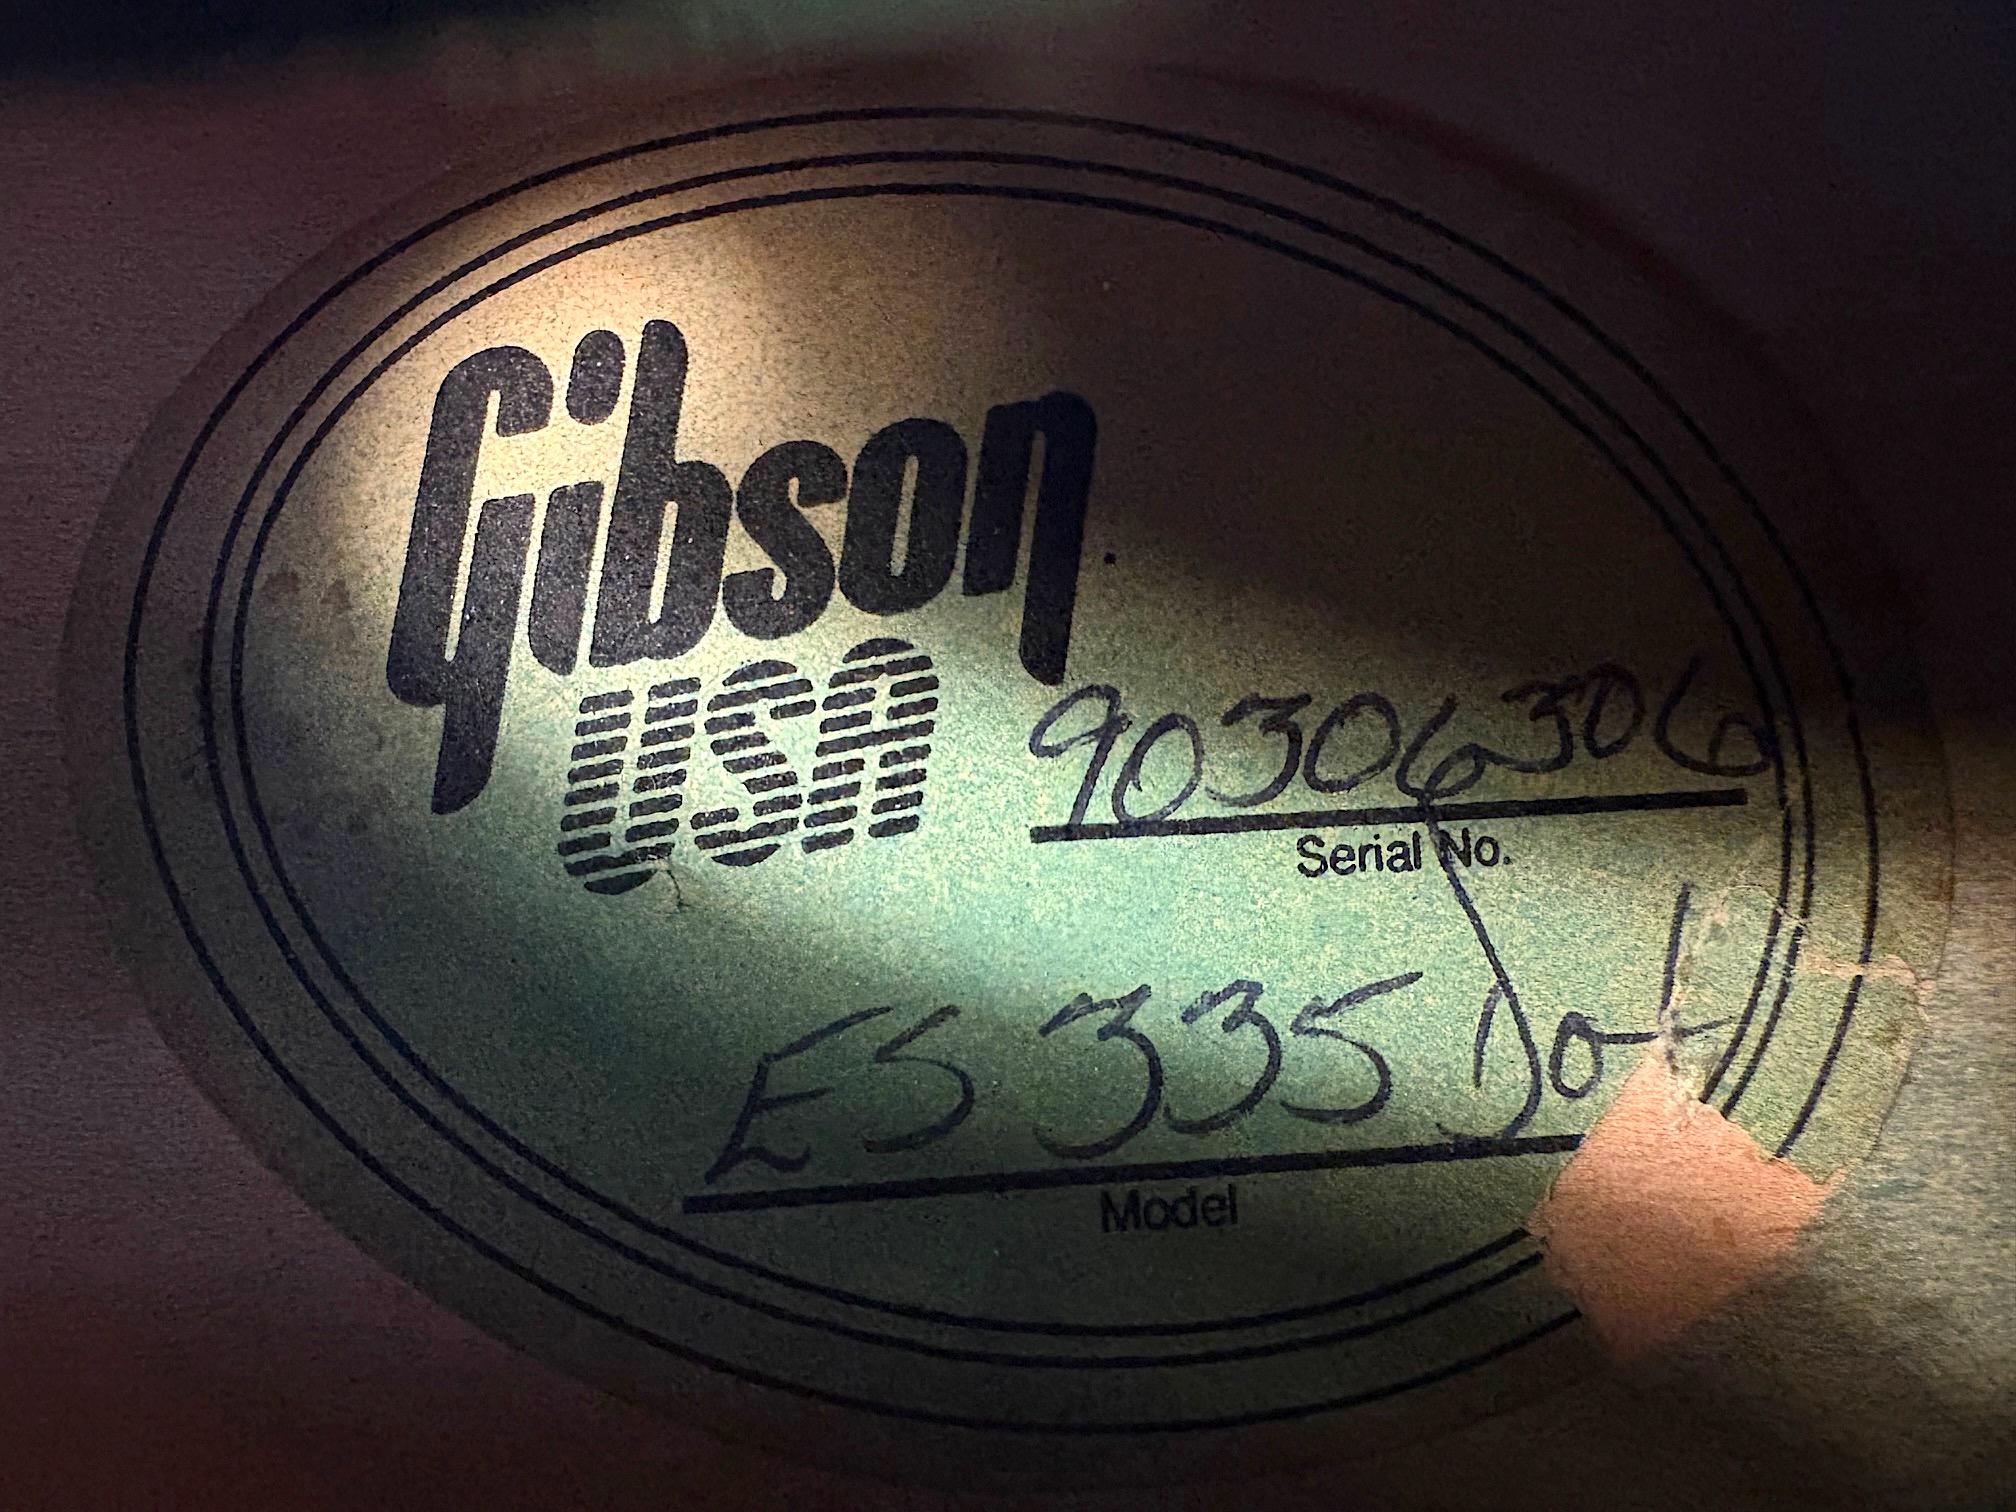 Gibson
USA
90306306
Serial No.
ES 335 Dot
Model